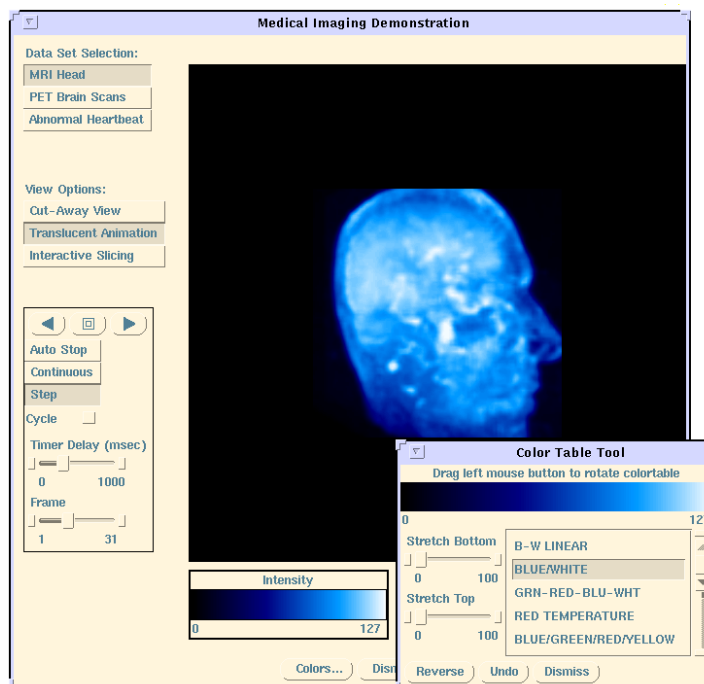 Medical Imaging Demonstration
Data Set Selection:
MRI Head
PET Brain Scans
Abnormal Heartbeat
View Options:
Cut-Away View
Translucent Animation
Interactive Slicing
Auto Stop
Continuous
Step
Cycle
Timer Delay (msec)
0 1000
Frame
1 31
Intensity
0 127
Colors...
Color Table Tool
Drag left mouse button to rotate colortable
0
Stretch Bottom
0 100
Stretch Top
0 100
B-W LINEAR
BLUE/WHITE
GRN-RED-BLU-WHT
RED TEMPERATURE
BLUE/GREEN/RED/YELLOW
Reverse Undo Dismiss